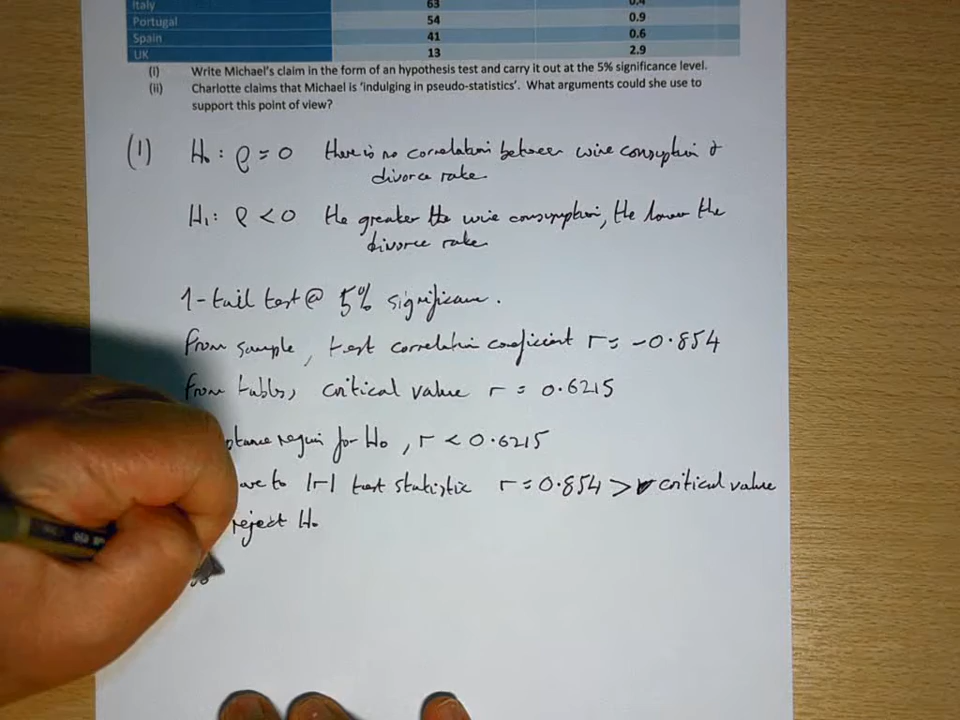 Italy 63 0.4
Portugal 54 0.9
Spain 41 0.6
UK 13 2.9
(i) Write Michael's claim in the form of an hypothesis test and carry it out at the 5% significance level.
(ii) Charlotte claims that Michael is 'indulging in pseudo-statistics'. What arguments could she use to
support this point of view?
(1) H₀ : ρ = 0 there is no correlation between wine consumption &
divorce rate
H₁ : ρ < 0 the greater the wine consumption, the lower the
divorce rate
1-tail test @ 5% significance.
From sample, test correlation coefficient r = -0.854
From tables, critical value r = 0.6215
ptance region for H₀, r < 0.6215
to |r| test statistic r = 0.854 > critical value
reject H₀